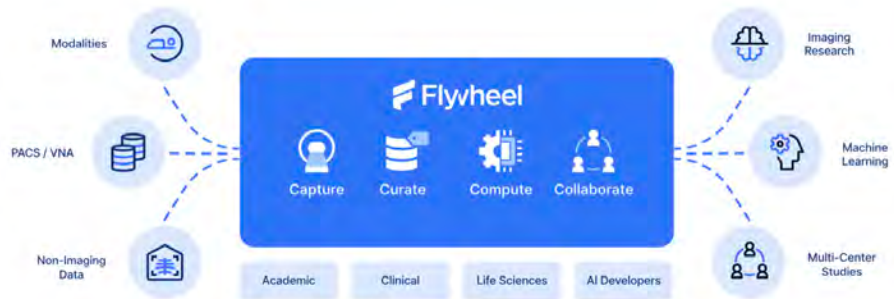 Modalities
PACS / VNA
Non-Imaging
Data
Flywheel
Capture
Curate
Compute
Collaborate
Academic
Clinical
Life Sciences
AI Developers
Imaging
Research
Machine
Learning
Multi-Center
Studies